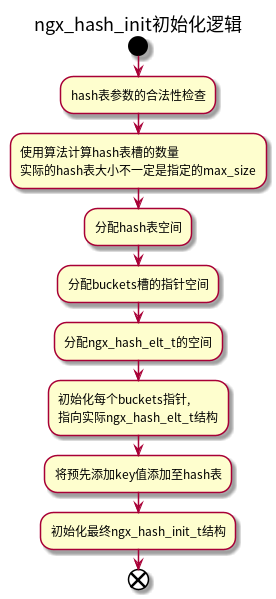 ngx_hash_init初始化逻辑
hash表参数的合法性检查
使用算法计算hash表槽的数量
实际的hash表大小不一定是指定的max_size
分配hash表空间
分配buckets槽的指针空间
分配ngx_hash_elt_t的空间
初始化每个buckets指针,
指向实际ngx_hash_elt_t结构
将预先添加key值添加至hash表
初始化最终ngx_hash_init_t结构